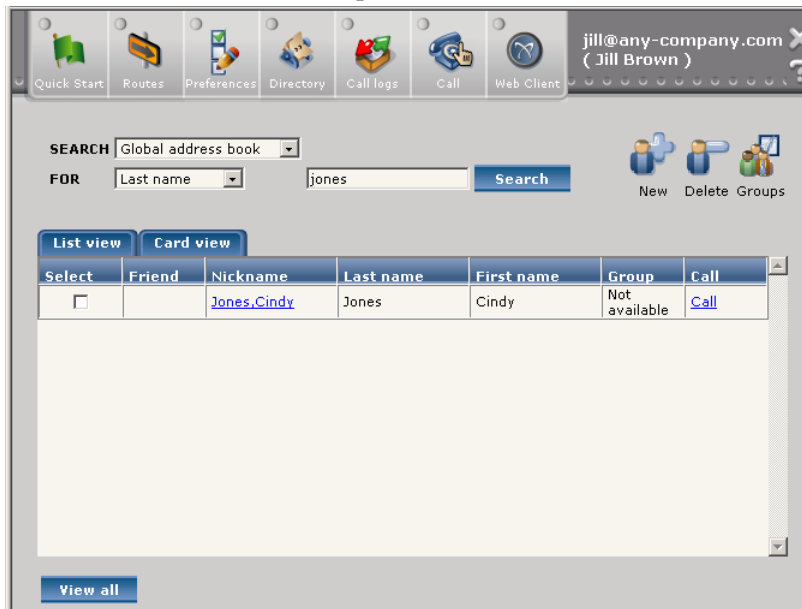 jill@any-company.com
( Jill Brown )
Quick Start Routes Preferences Directory Call logs Call Web Client
SEARCH Global address book
FOR Last name jones Search
New Delete Groups
List view Card view
Select Friend Nickname Last name First name Group Call
Jones,Cindy Jones Cindy Not available Call
View all